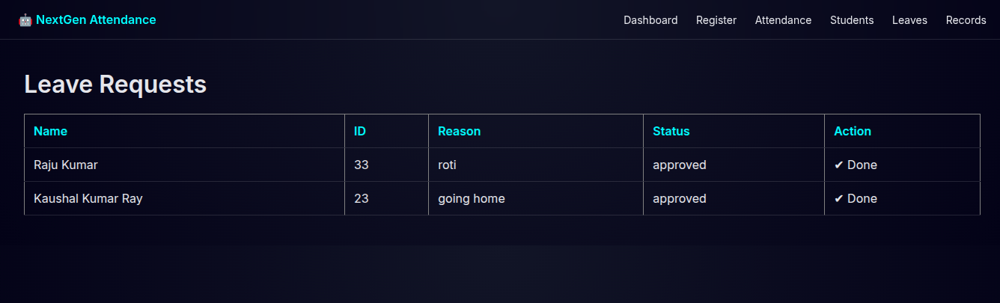 🤖 NextGen Attendance Dashboard Register Attendance Students Leaves Records
Leave Requests
Name ID Reason Status Action
Raju Kumar 33 roti approved ✔ Done
Kaushal Kumar Ray 23 going home approved ✔ Done